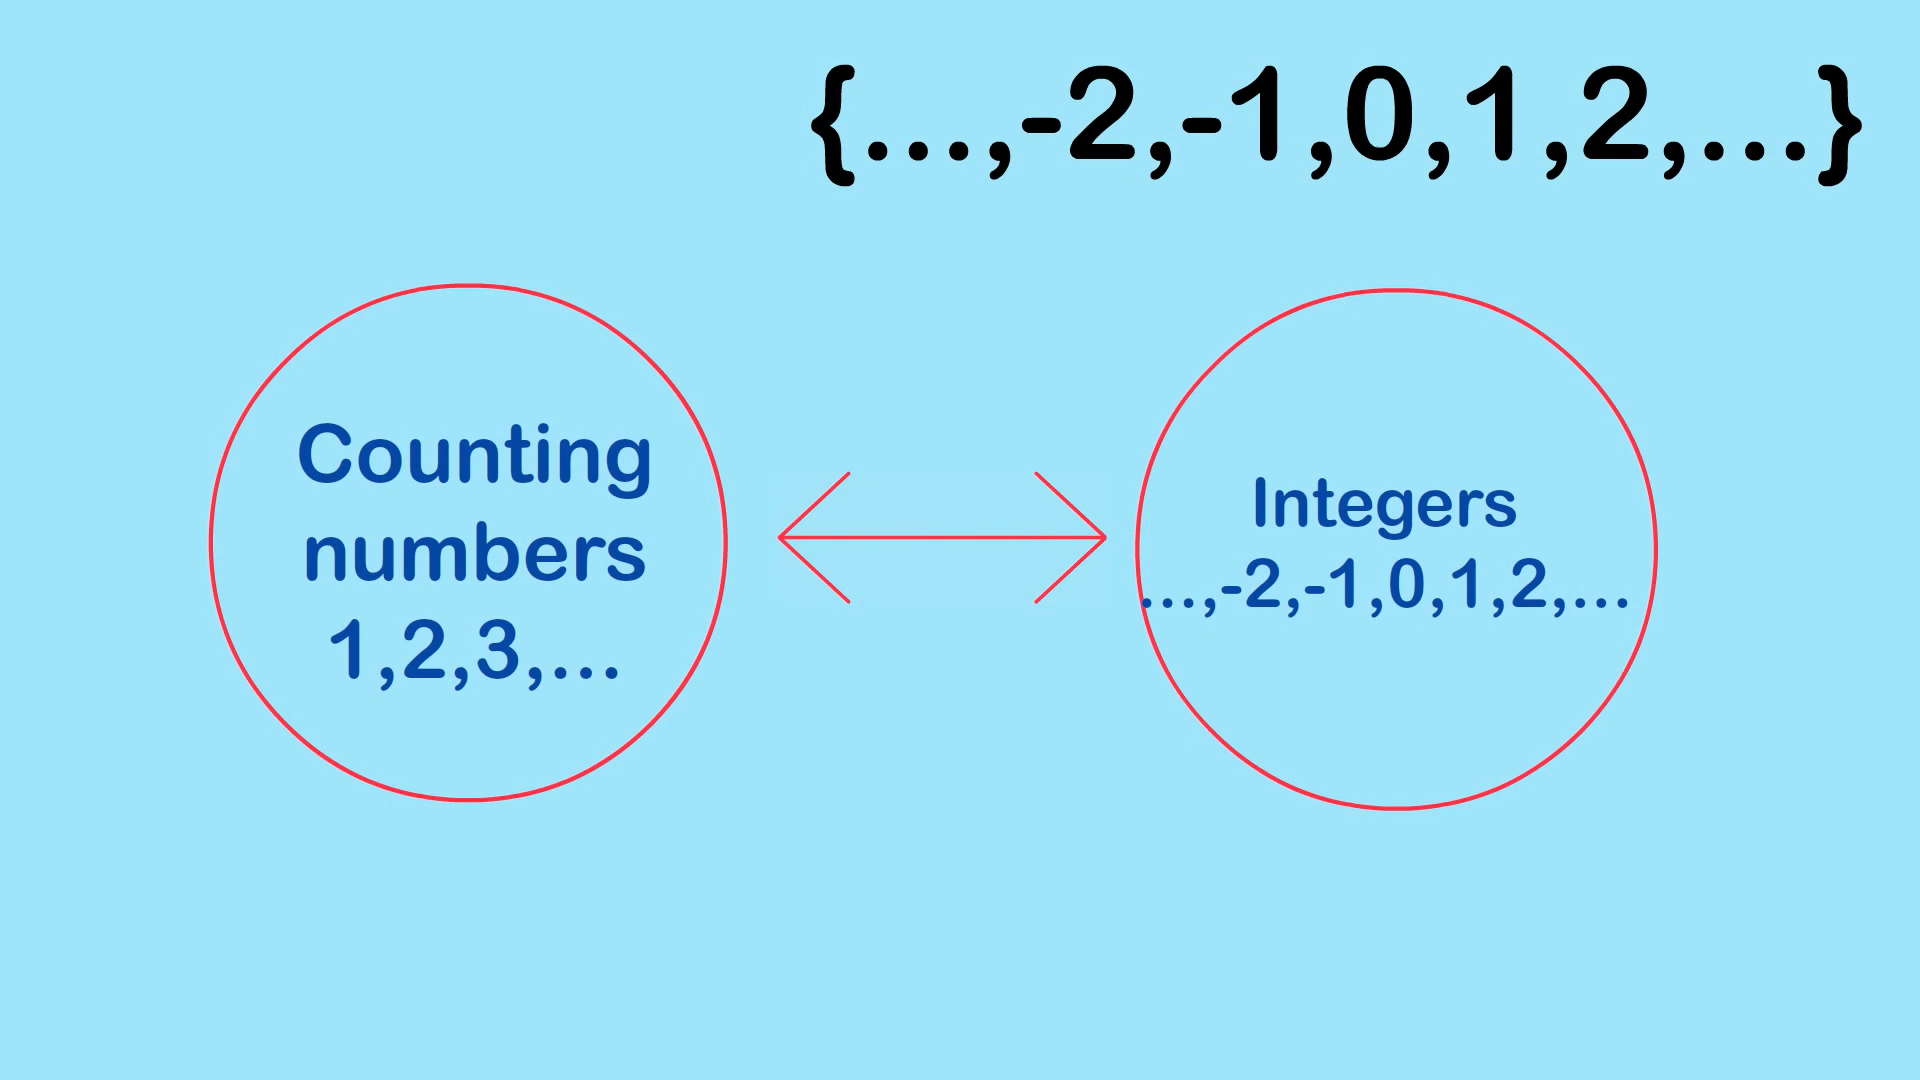 {...,-2,-1,0,1,2,...}
Counting
numbers
1,2,3,...
Integers
...,-2,-1,0,1,2,...